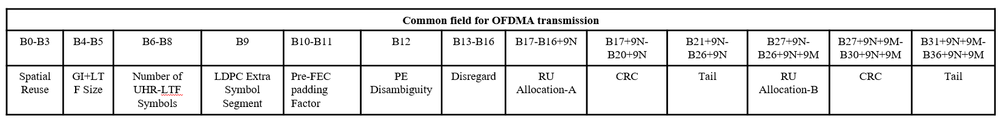 Common field for OFDMA transmission
B0-B3 B4-B5 B6-B8 B9 B10-B11 B12 B13-B16 B17-B16+9N B17+9N- B21+9N- B27+9N- B27+9N+9M- B31+9N+9M-
B20+9N B26+9N B26+9N+9M B30+9N+9M B36+9N+9M
Spatial GI+LT Number of LDPC Extra Pre-FEC PE Disregard RU CRC Tail RU CRC Tail
Reuse F Size UHR-LTF Symbol padding Disambiguity Allocation-A Allocation-B
Symbols Segment Factor